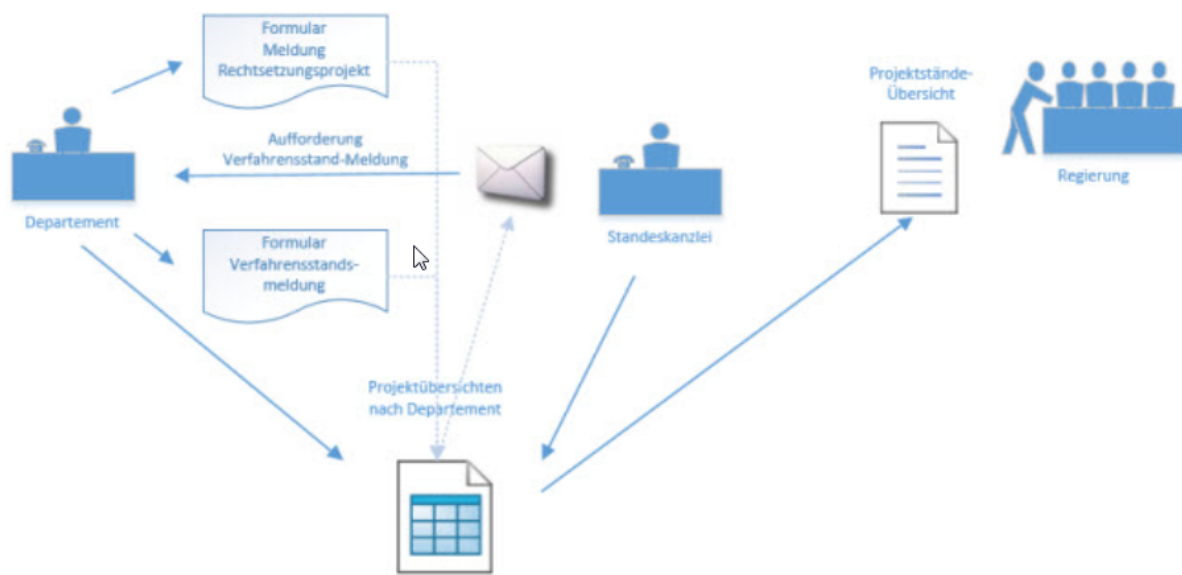 Formular
Meldung
Rechtsetzungsprojekt
Projektstände-
Übersicht
Aufforderung
Verfahrensstand-Meldung
Regierung
Departement
Standeskanzlei
Formular
Verfahrensstands-
meldung
Projektübersichten
nach Departement